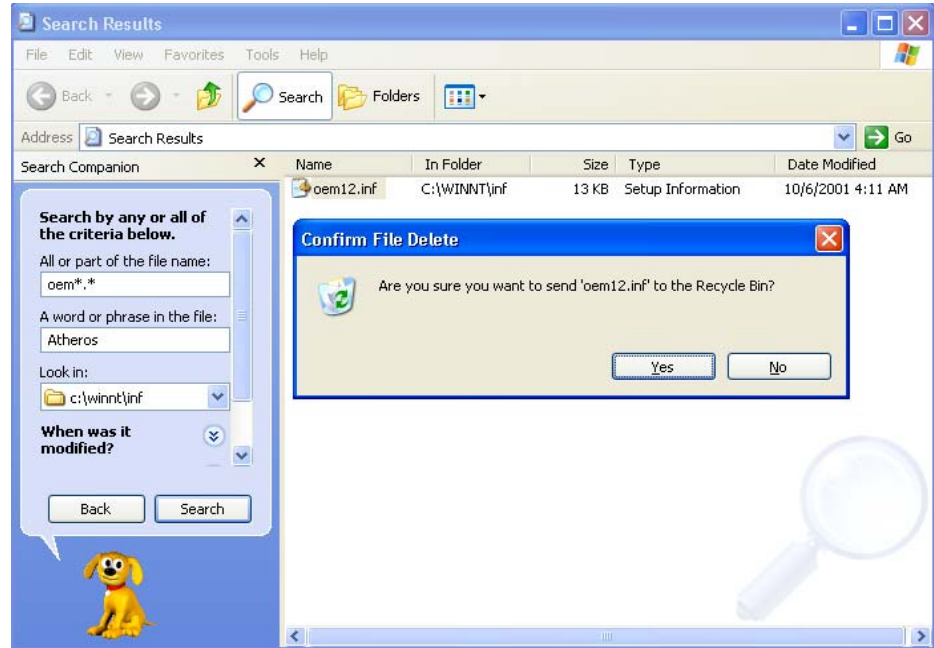 Search Results
File Edit View Favorites Tools Help
Back Search Folders
Address Search Results Go
Search Companion × Name In Folder Size Type Date Modified
oem12.inf C:\WINNT\inf 13 KB Setup Information 10/6/2001 4:11 AM
Search by any or all of
the criteria below.
All or part of the file name:
oem*.*
A word or phrase in the file:
Atheros
Look in:
c:\winnt\inf
When was it
modified?
Back Search
Confirm File Delete
Are you sure you want to send 'oem12.inf' to the Recycle Bin?
Yes No